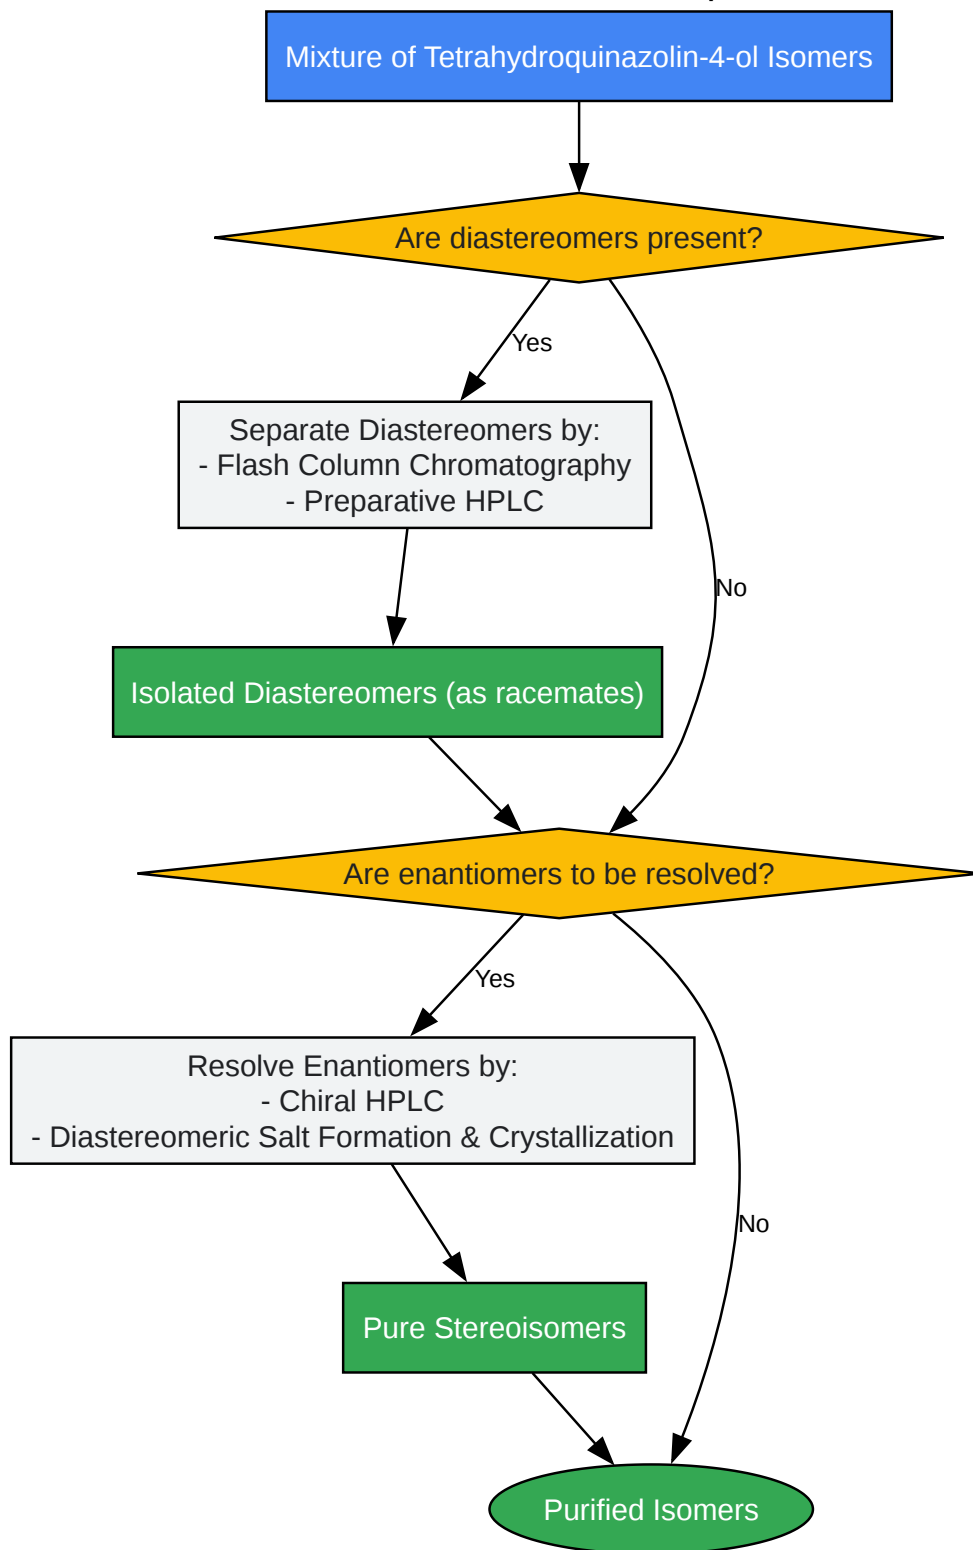 Mixture of Tetrahydroquinazolin-4-ol Isomers
Are diastereomers present?
Yes
Separate Diastereomers by:
- Flash Column Chromatography
- Preparative HPLC
No
Isolated Diastereomers (as racemates)
Are enantiomers to be resolved?
Yes
Resolve Enantiomers by:
- Chiral HPLC
- Diastereomeric Salt Formation & Crystallization
No
Pure Stereoisomers
Purified Isomers